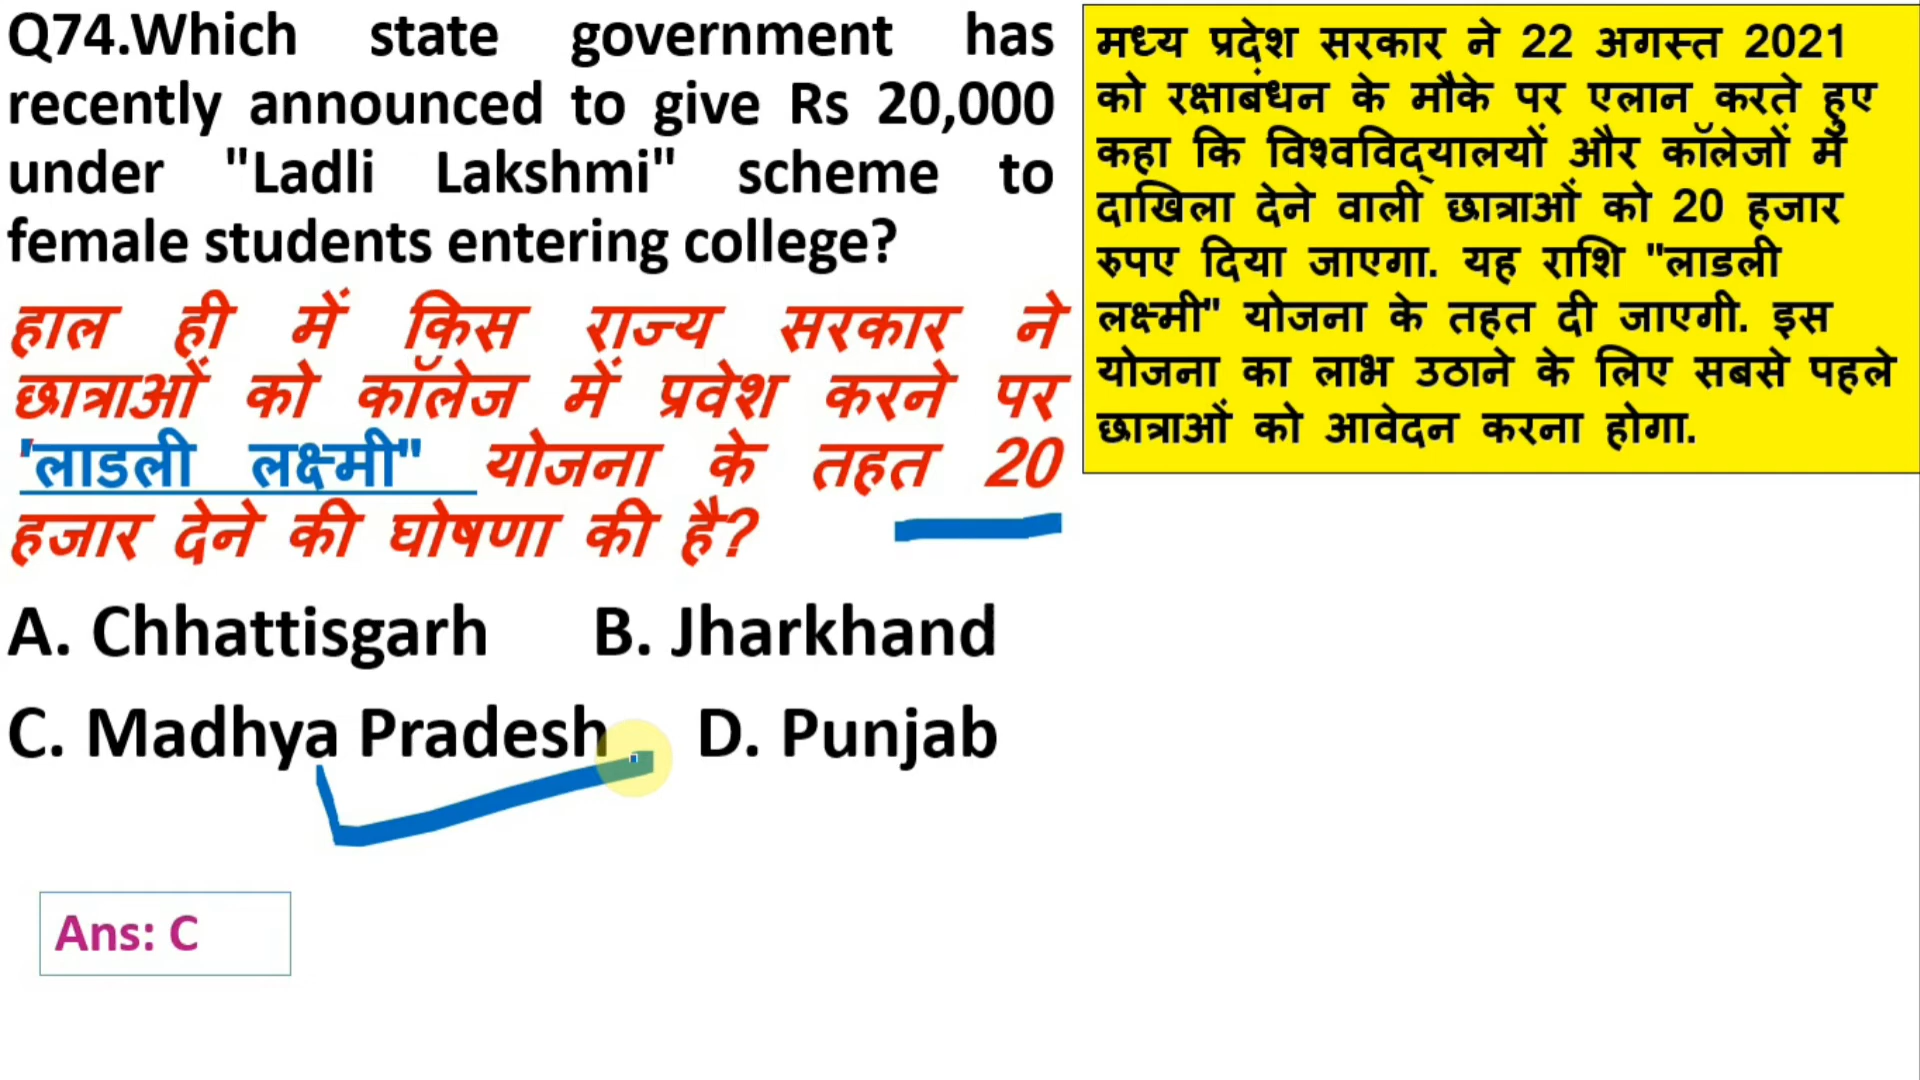 Q74.Which state government has
recently announced to give Rs 20,000
under "Ladli Lakshmi" scheme to
female students entering college?
हाल ही में किस राज्य सरकार ने
छात्राओं को कॉलेज में प्रवेश करने पर
'लाडली लक्ष्मी" योजना के तहत 20
हजार देने की घोषणा की है?
A. Chhattisgarh B. Jharkhand
C. Madhya Pradesh D. Punjab
Ans: C
मध्य प्रदेश सरकार ने 22 अगस्त 2021
को रक्षाबंधन के मौके पर एलान करते हुए
कहा कि विश्वविद्यालयों और कॉलेजों में
दाखिला देने वाली छात्राओं को 20 हजार
रुपए दिया जाएगा. यह राशि "लाडली
लक्ष्मी" योजना के तहत दी जाएगी. इस
योजना का लाभ उठाने के लिए सबसे पहले
छात्राओं को आवेदन करना होगा.